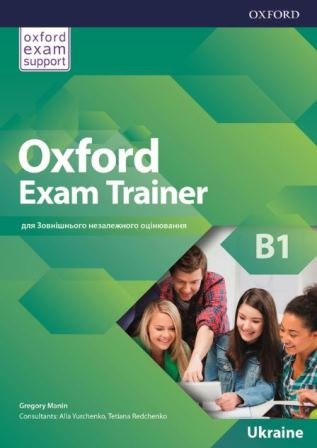 OXFORD
oxford
exam
support
Oxford
Exam Trainer
для Зовнішнього незалежного оцінювання
B1
Gregory Manin
Consultants: Alla Yurchenko, Tetiana Redchenko
Ukraine